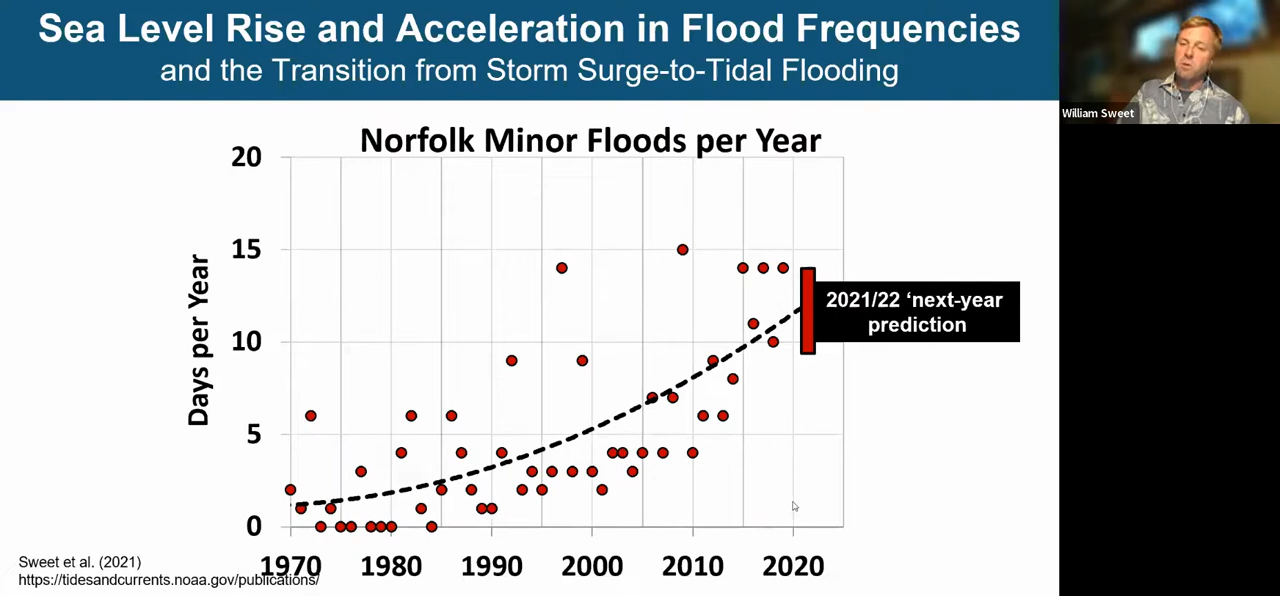 Sea Level Rise and Acceleration in Flood Frequencies
and the Transition from Storm Surge-to-Tidal Flooding
William Sweet
Norfolk Minor Floods per Year
Days per Year
20
15
10
5
0
2021/22 ‘next-year
prediction
1970 1980 1990 2000 2010 2020
Sweet et al. (2021)
https://tidesandcurrents.noaa.gov/publications/